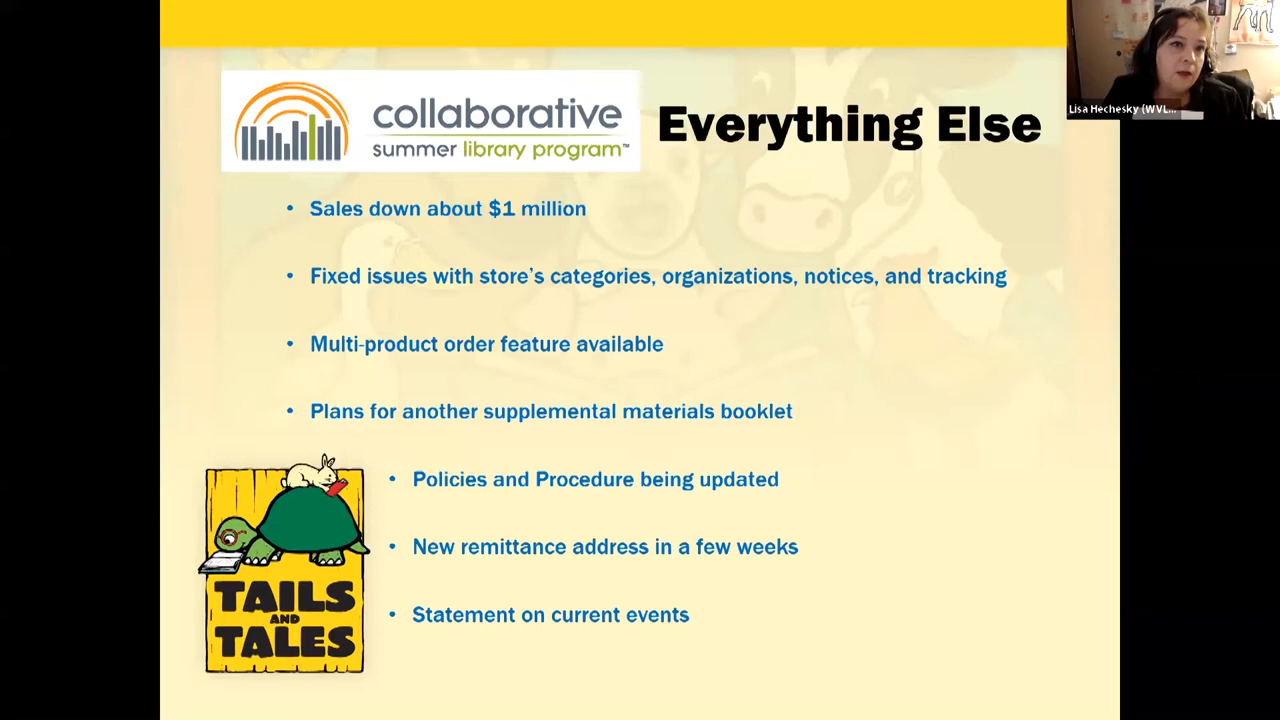 Lisa Hechesky (WVL...
collaborative
summer library program™
Everything Else
• Sales down about $1 million
• Fixed issues with store's categories, organizations, notices, and tracking
• Multi-product order feature available
• Plans for another supplemental materials booklet
• Policies and Procedure being updated
• New remittance address in a few weeks
• Statement on current events
TAILS
AND
TALES